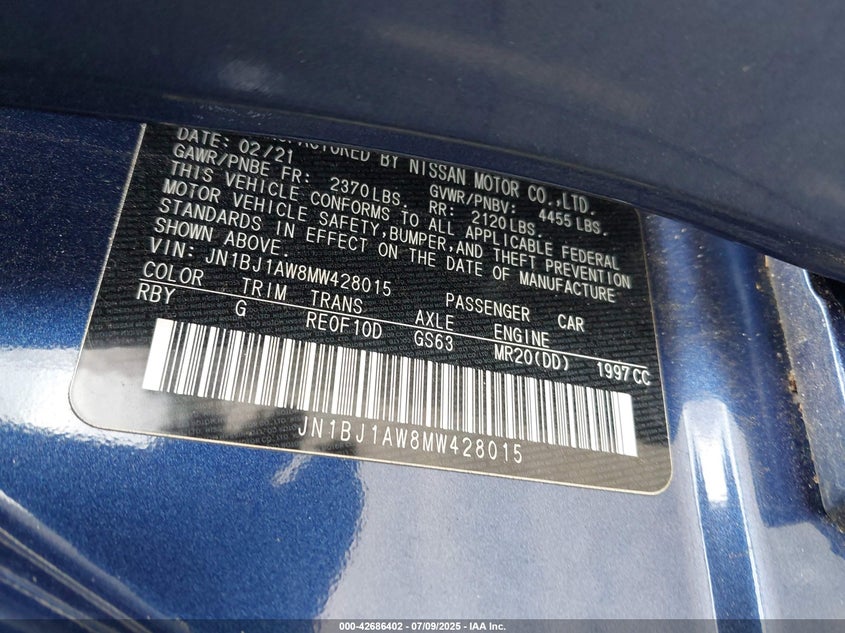 FACTURED BY NISSAN MOTOR CO.,LTD.
DATE: 02/21 GVWR/PNBV: 4455 LBS.
GAWR/PNBE FR: 2370LBS. RR: 2120LBS.
THIS VEHICLE CONFORMS TO ALL APPLICABLE FEDERAL
MOTOR VEHICLE SAFETY,BUMPER,AND THEFT PREVENTION
STANDARDS IN EFFECT ON THE DATE OF MANUFACTURE
SHOWN ABOVE.
VIN: JN1BJ1AW8MW428015 PASSENGER CAR
COLOR TRIM TRANS AXLE ENGINE
RBY G RE0F10D GS63 MR20(DD) 1997CC
JN1BJ1AW8MW428015
000-42686402 - 07/09/2025 - IAA Inc.